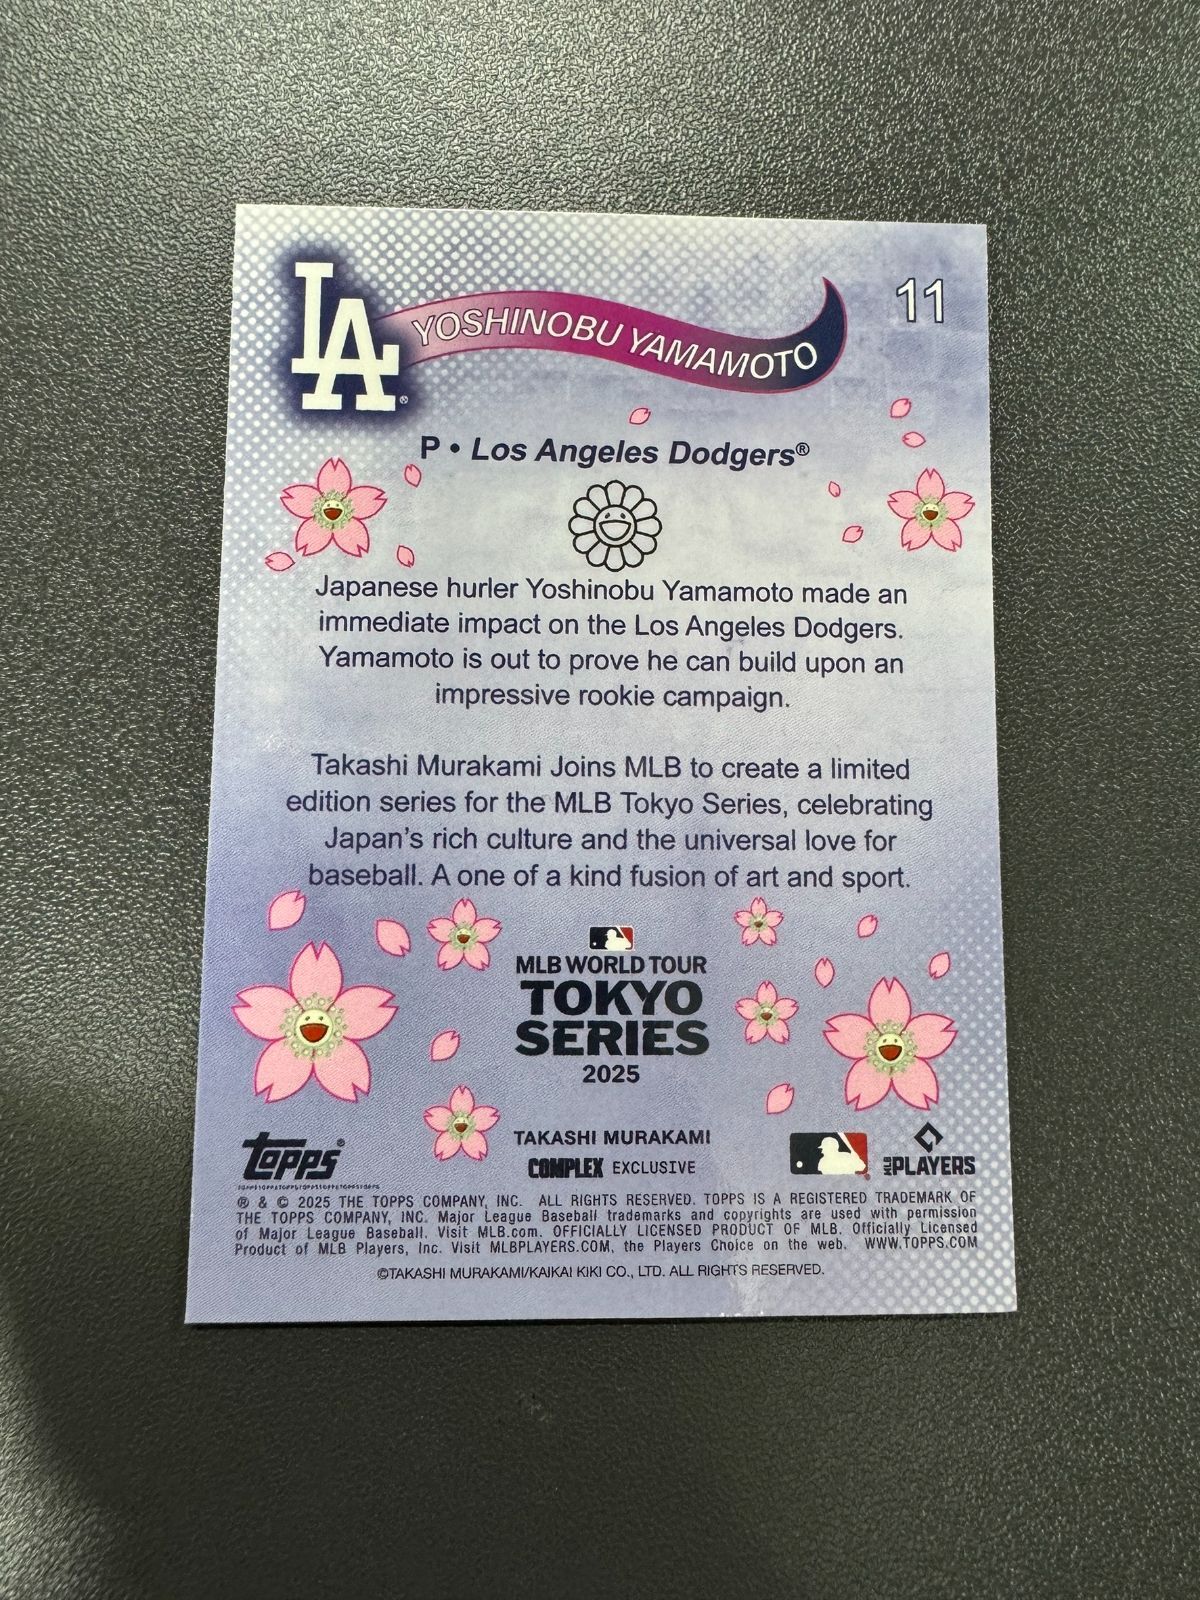 LA®
YOSHINOBU YAMAMOTO
11
P • Los Angeles Dodgers®
Japanese hurler Yoshinobu Yamamoto made an
immediate impact on the Los Angeles Dodgers.
Yamamoto is out to prove he can build upon an
impressive rookie campaign.
Takashi Murakami Joins MLB to create a limited
edition series for the MLB Tokyo Series, celebrating
Japan's rich culture and the universal love for
baseball. A one of a kind fusion of art and sport.
MLB WORLD TOUR
TOKYO
SERIES
2025
TAKASHI MURAKAMI
COMPLEX EXCLUSIVE
Topps®
MLB PLAYERS
® & © 2025 THE TOPPS COMPANY, INC. ALL RIGHTS RESERVED. TOPPS IS A REGISTERED TRADEMARK OF
THE TOPPS COMPANY, INC. Major League Baseball trademarks and copyrights are used with permission
of Major League Baseball. Visit MLB.com. OFFICIALLY LICENSED PRODUCT OF MLB. Officially Licensed
Product of MLB Players, Inc. Visit MLBPLAYERS.COM, the Players Choice on the web. WWW.TOPPS.COM
©TAKASHI MURAKAMI/KAIKAI KIKI CO., LTD. ALL RIGHTS RESERVED.